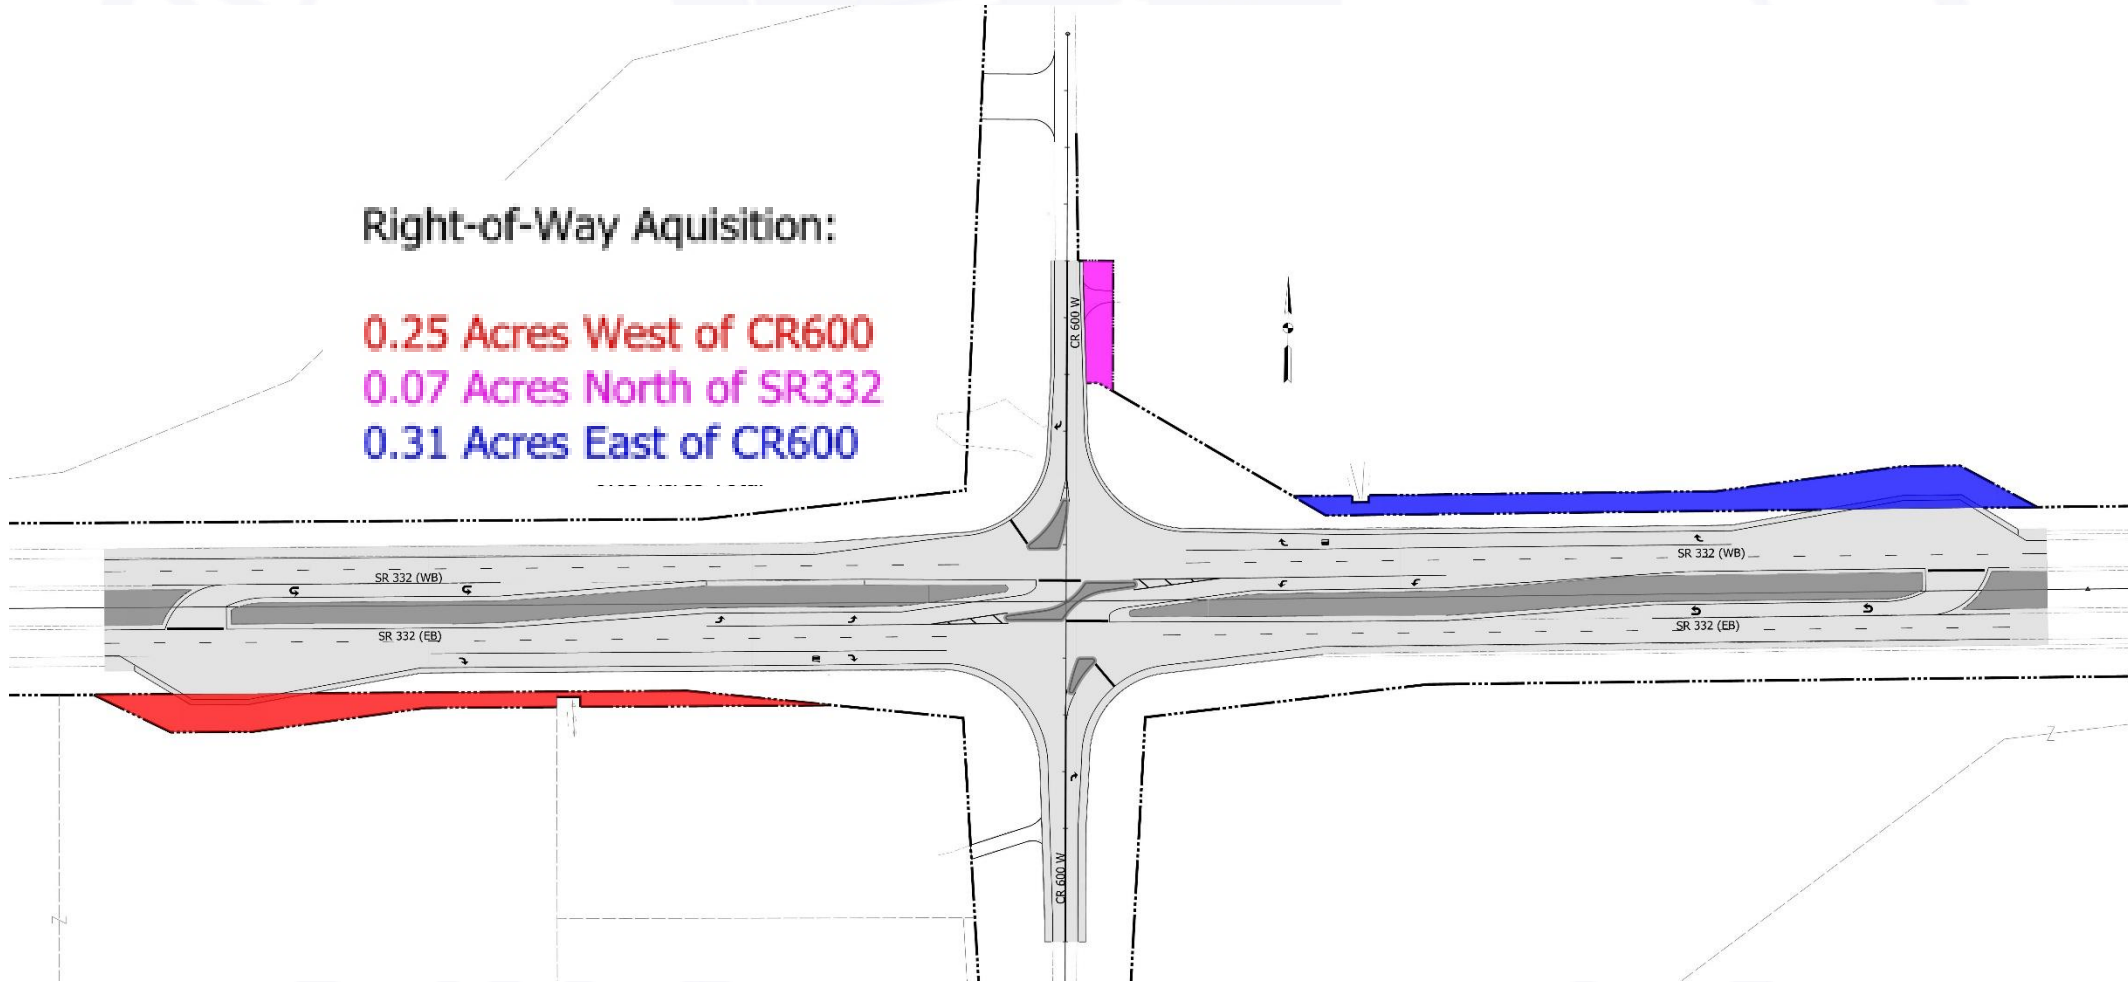 Right-of-Way Aquisition:
0.25 Acres West of CR600
0.07 Acres North of SR332
0.31 Acres East of CR600
CR 600 W
SR 332 (WB)
SR 332 (WB)
SR 332 (EB)
SR 332 (EB)
CR 600 W
Z
Z